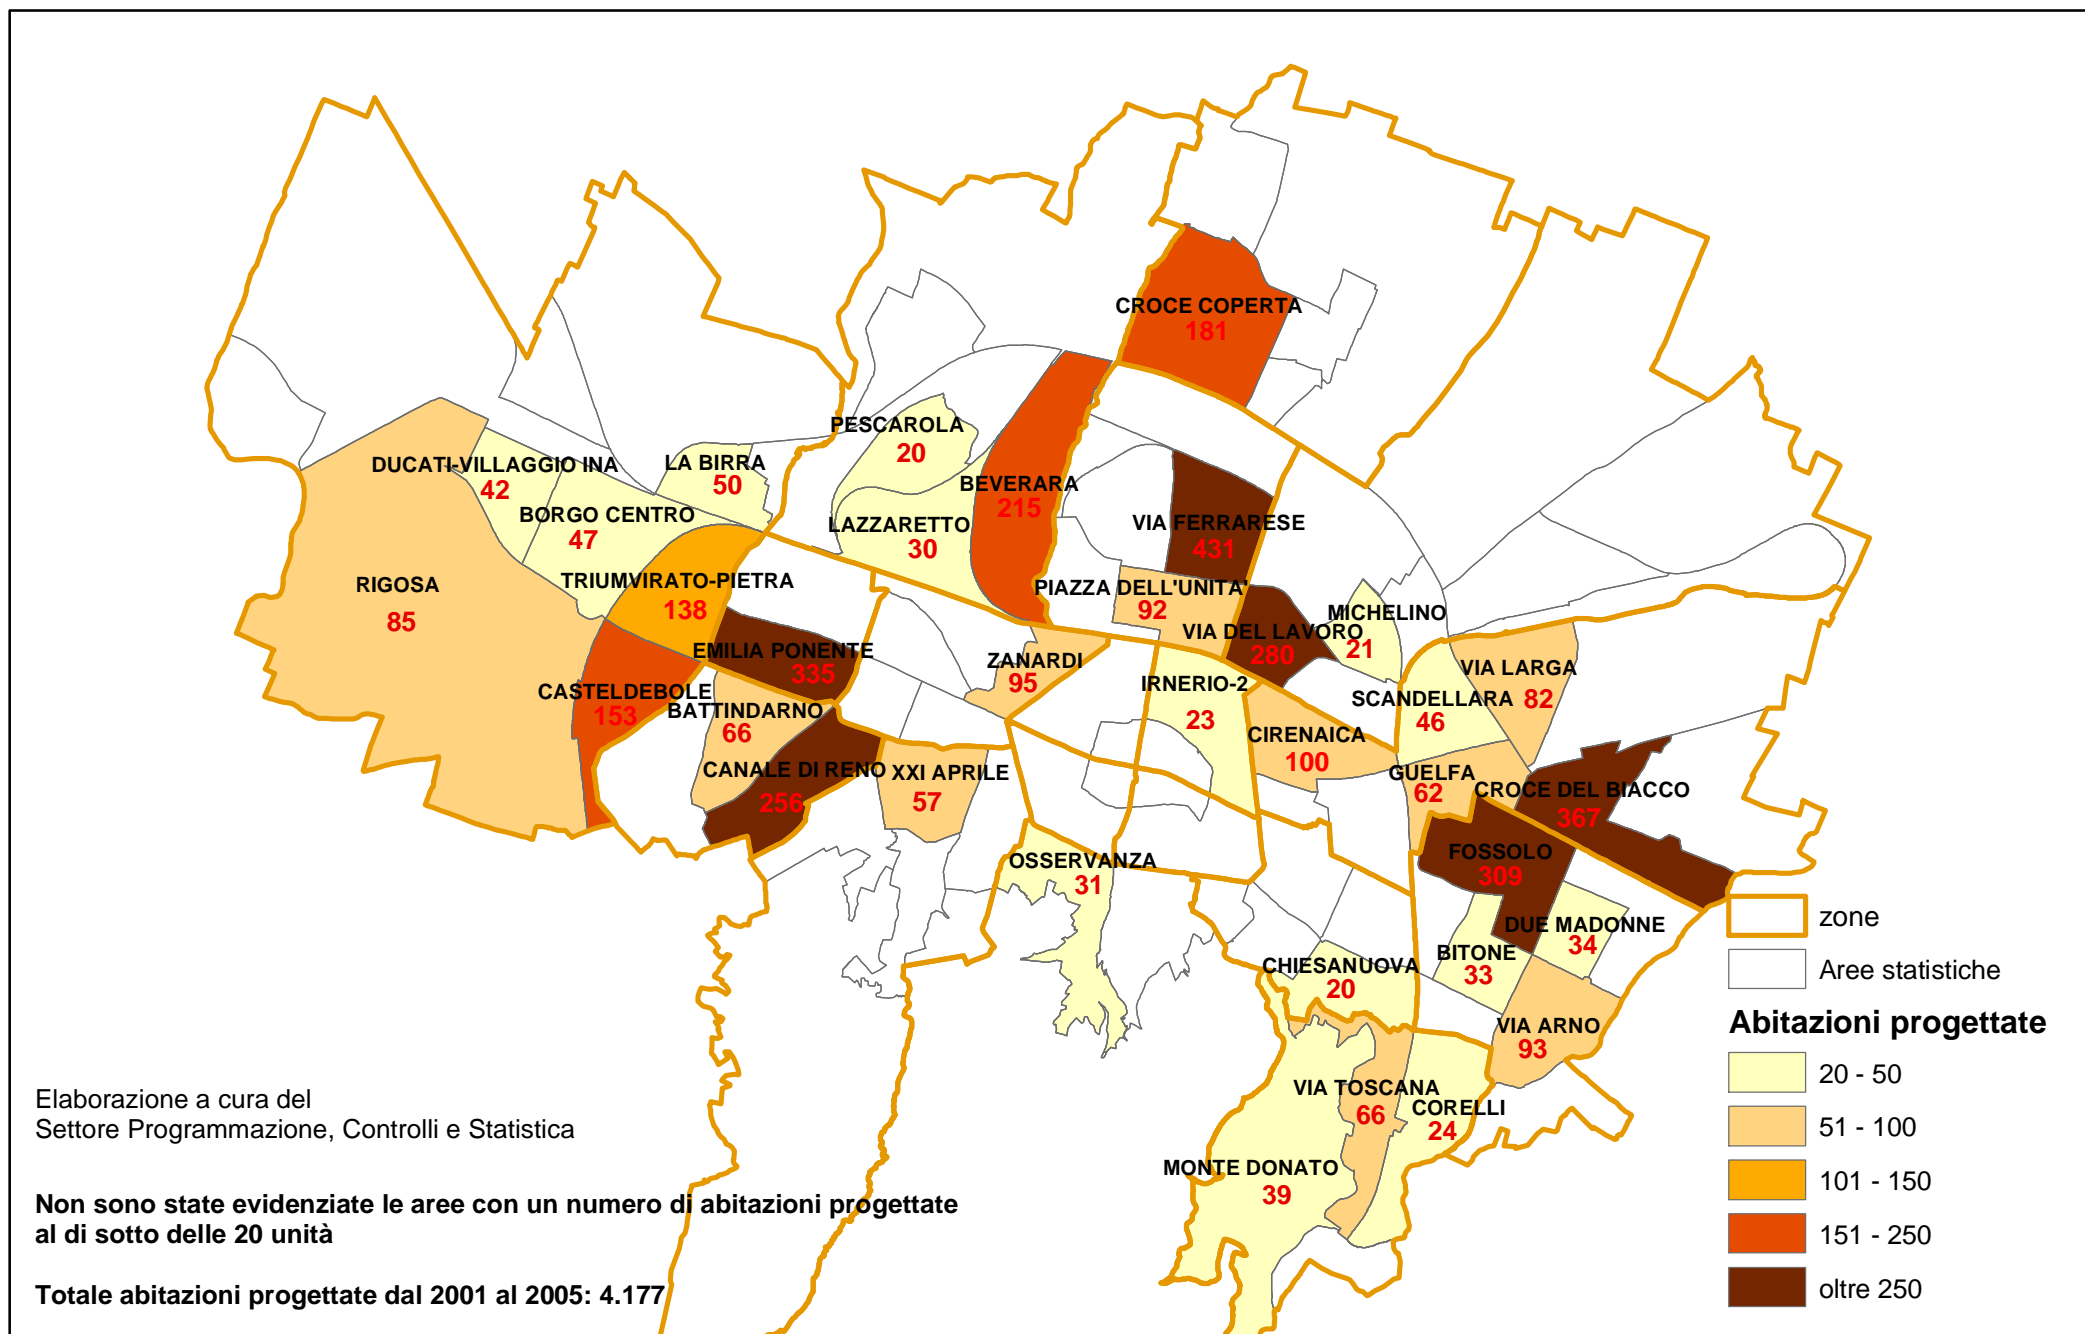 CROCE COPERTA
181
PESCAROLA
20
DUCATI-VILLAGGIO INA
42
LA BIRRA
50
BEVERARA
215
BORGO CENTRO
47
LAZZARETTO
30
VIA FERRARESE
431
RIGOSA
85
TRIUMVIRATO-PIETRA
138
PIAZZA DELL'UNITA'
92
MICHELINO
21
VIA DEL LAVORO
280
EMILIA PONENTE
335
ZANARDI
95
VIA LARGA
82
IRNERIO-2
23
CASTELDEBOLE
153
SCANDELLARA
46
BATTINDARNO
66
CIRENAICA
100
CANALE DI RENO
256
XXI APRILE
57
GUELFA
62
CROCE DEL BIACCO
367
FOSSOLO
309
OSSERVANZA
31
DUE MADONNE
34
BITONE
33
CHIESANUOVA
20
VIA ARNO
93
VIA TOSCANA
66
CORELLI
24
MONTE DONATO
39
zone
Aree statistiche
Abitazioni progettate
20 - 50
51 - 100
101 - 150
151 - 250
oltre 250
Elaborazione a cura del
Settore Programmazione, Controlli e Statistica
Non sono state evidenziate le aree con un numero di abitazioni progettate
al di sotto delle 20 unità
Totale abitazioni progettate dal 2001 al 2005: 4.177